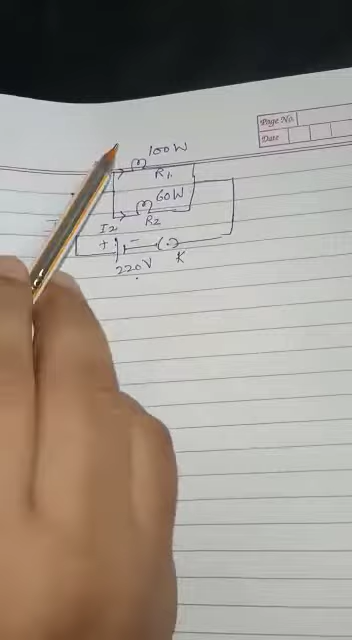 Page No.
Date
100W
R1
60W
I2
R2
+ -
220V
K